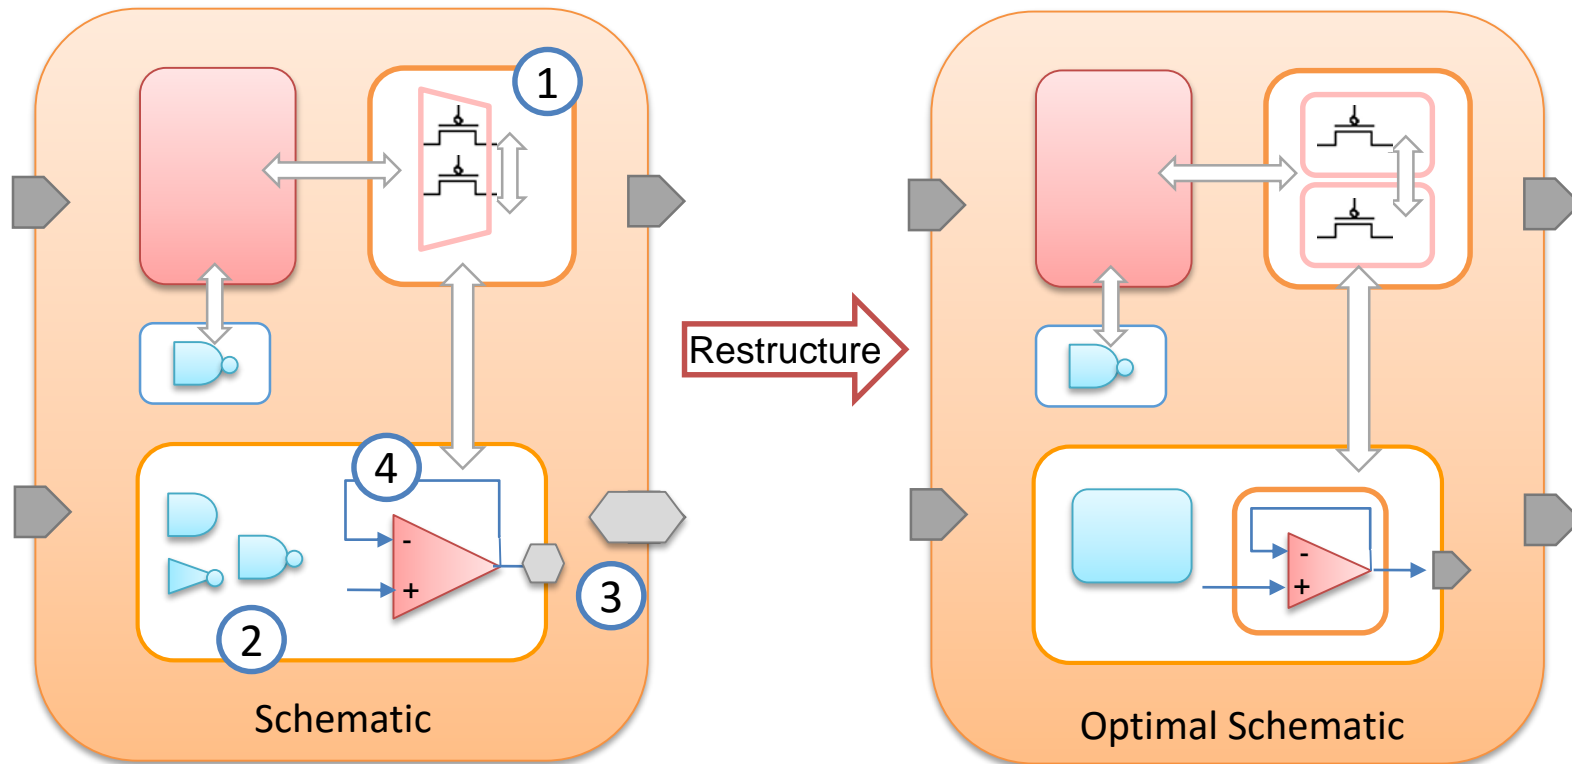 1
Restructure
4
-
+
3
2
-
+
Schematic
Optimal Schematic